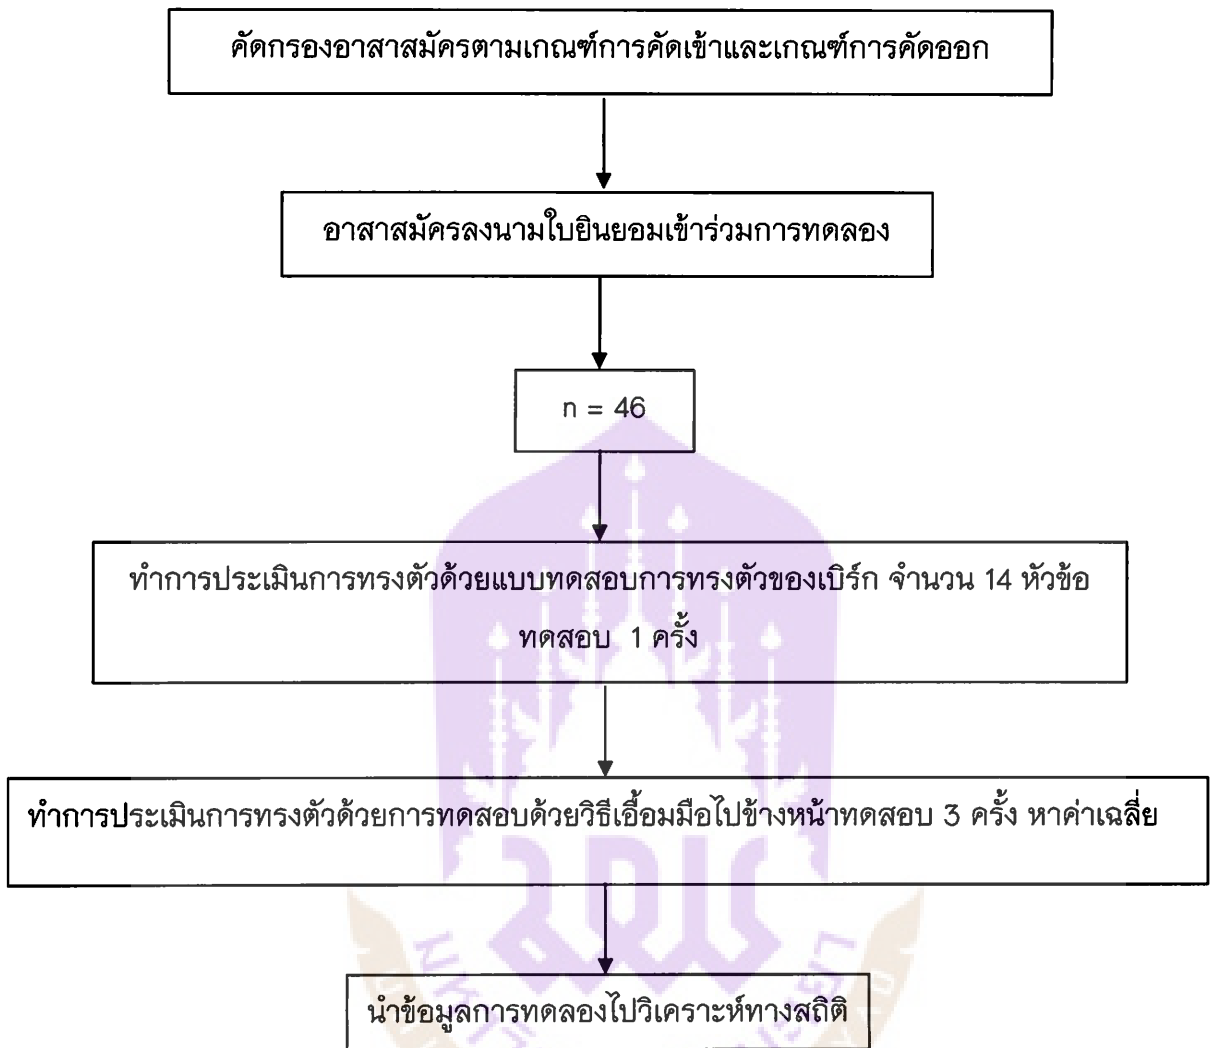 คัดกรองอาสาสมัครตามเกณฑ์การคัดเข้าและเกณฑ์การคัดออก
อาสาสมัครลงนามใบยินยอมเข้าร่วมการทดลอง
n = 46
ทำการประเมินการทรงตัวด้วยแบบทดสอบการทรงตัวของเบิร์ก จำนวน 14 หัวข้อ
ทดสอบ 1 ครั้ง
ทำการประเมินการทรงตัวด้วยการทดสอบด้วยวิธีเอื้อมมือไปข้างหน้าทดสอบ 3 ครั้ง หาค่าเฉลี่ย
นำข้อมูลการทดลองไปวิเคราะห์ทางสถิติ